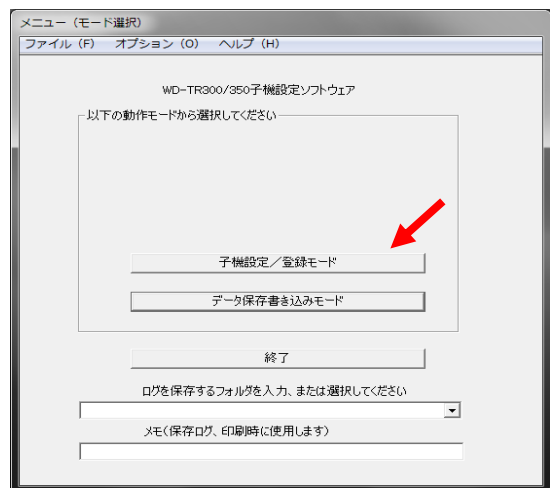 メニュー（モード選択）
ファイル（F） オプション（O） ヘルプ（H）
WD-TR300/350子機設定ソフトウェア
以下の動作モードから選択してください
子機設定／登録モード
データ保存書き込みモード
終了
ログを保存するフォルダを入力、または選択してください
メモ（保存ログ、印刷時に使用します）